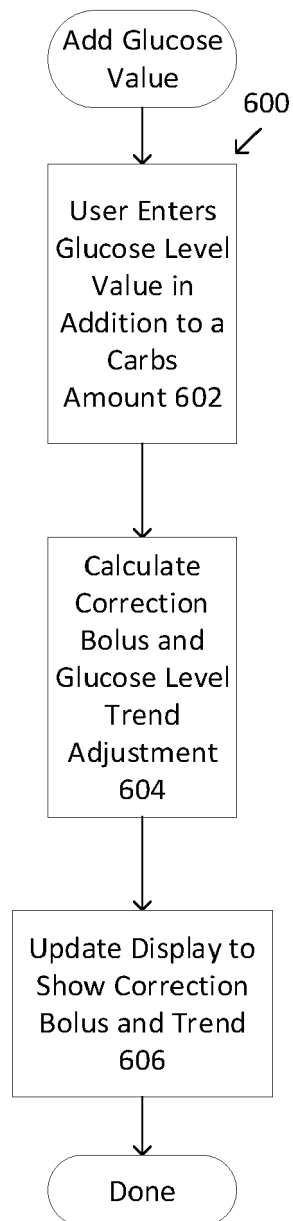 Add Glucose
Value
600
User Enters
Glucose Level
Value in
Addition to a
Carbs
Amount 602
Calculate
Correction
Bolus and
Glucose Level
Trend
Adjustment
604
Update Display to
Show Correction
Bolus and Trend
606
Done